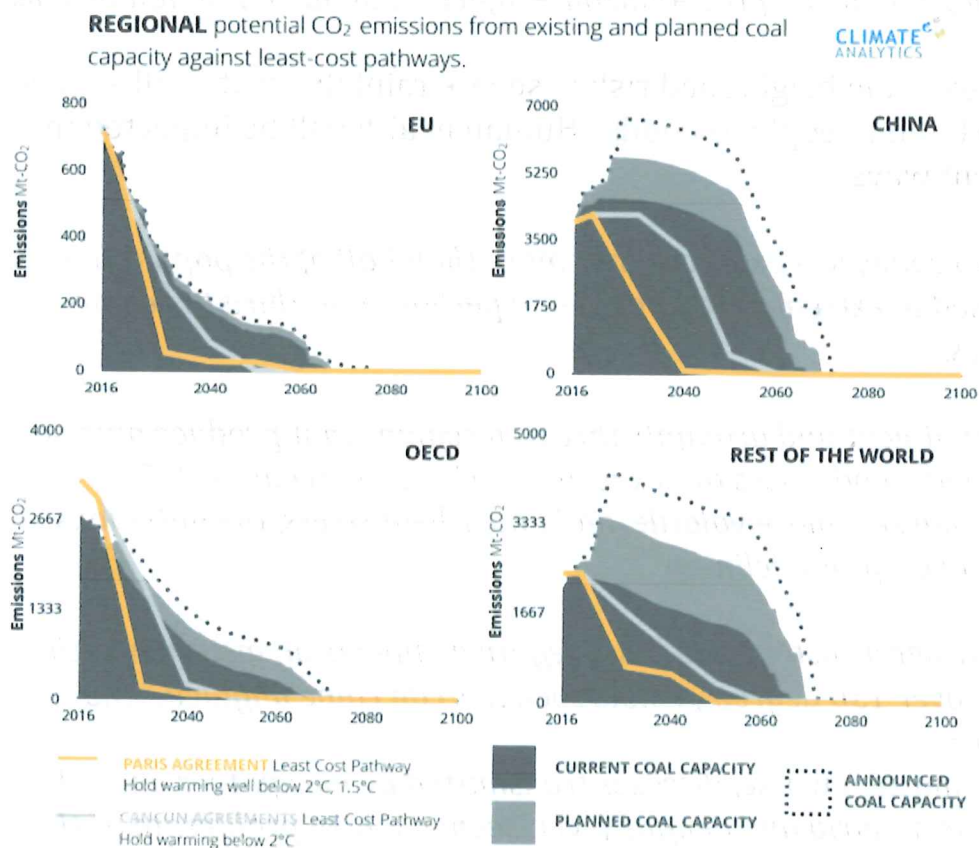 REGIONAL potential CO₂ emissions from existing and planned coal
capacity against least-cost pathways.
CLIMATE
ANALYTICS
EU
Emissions Mt-CO₂
800
600
400
200
0
2016
2040
2060
2080
2100
CHINA
Emissions Mt-CO₂
7000
5250
3500
1750
0
2016
2040
2060
2080
2100
OECD
Emissions Mt-CO₂
4000
2667
1333
0
2016
2040
2060
2080
2100
REST OF THE WORLD
Emissions Mt-CO₂
5000
3333
1667
0
2016
2040
2060
2080
2100
PARIS AGREEMENT Least Cost Pathway
Hold warming well below 2°C, 1.5°C
CANCUN AGREEMENTS Least Cost Pathway
Hold warming below 2°C
CURRENT COAL CAPACITY
PLANNED COAL CAPACITY
ANNOUNCED
COAL CAPACITY